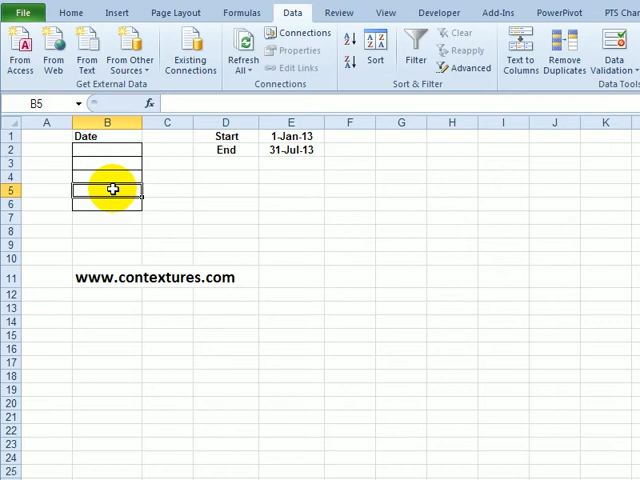 File Home Insert Page Layout Formulas Data Review View Developer Add-Ins PowerPivot PTS Char
From Access
From Web
From Text
From Other Sources
Existing Connections
Refresh All
Connections
Properties
Edit Links
Sort
Filter
Clear
Reapply
Advanced
Text to Columns
Remove Duplicates
Data Validation
Get External Data Connections Sort & Filter Data Tools
B5 fx
A B C D E F G H I J K
1 Date Start 1-Jan-13
2 End 31-Jul-13
3
4
5
6
7
8
9
10
11 www.contextures.com
12
13
14
15
16
17
18
19
20
21
22
23
24
25